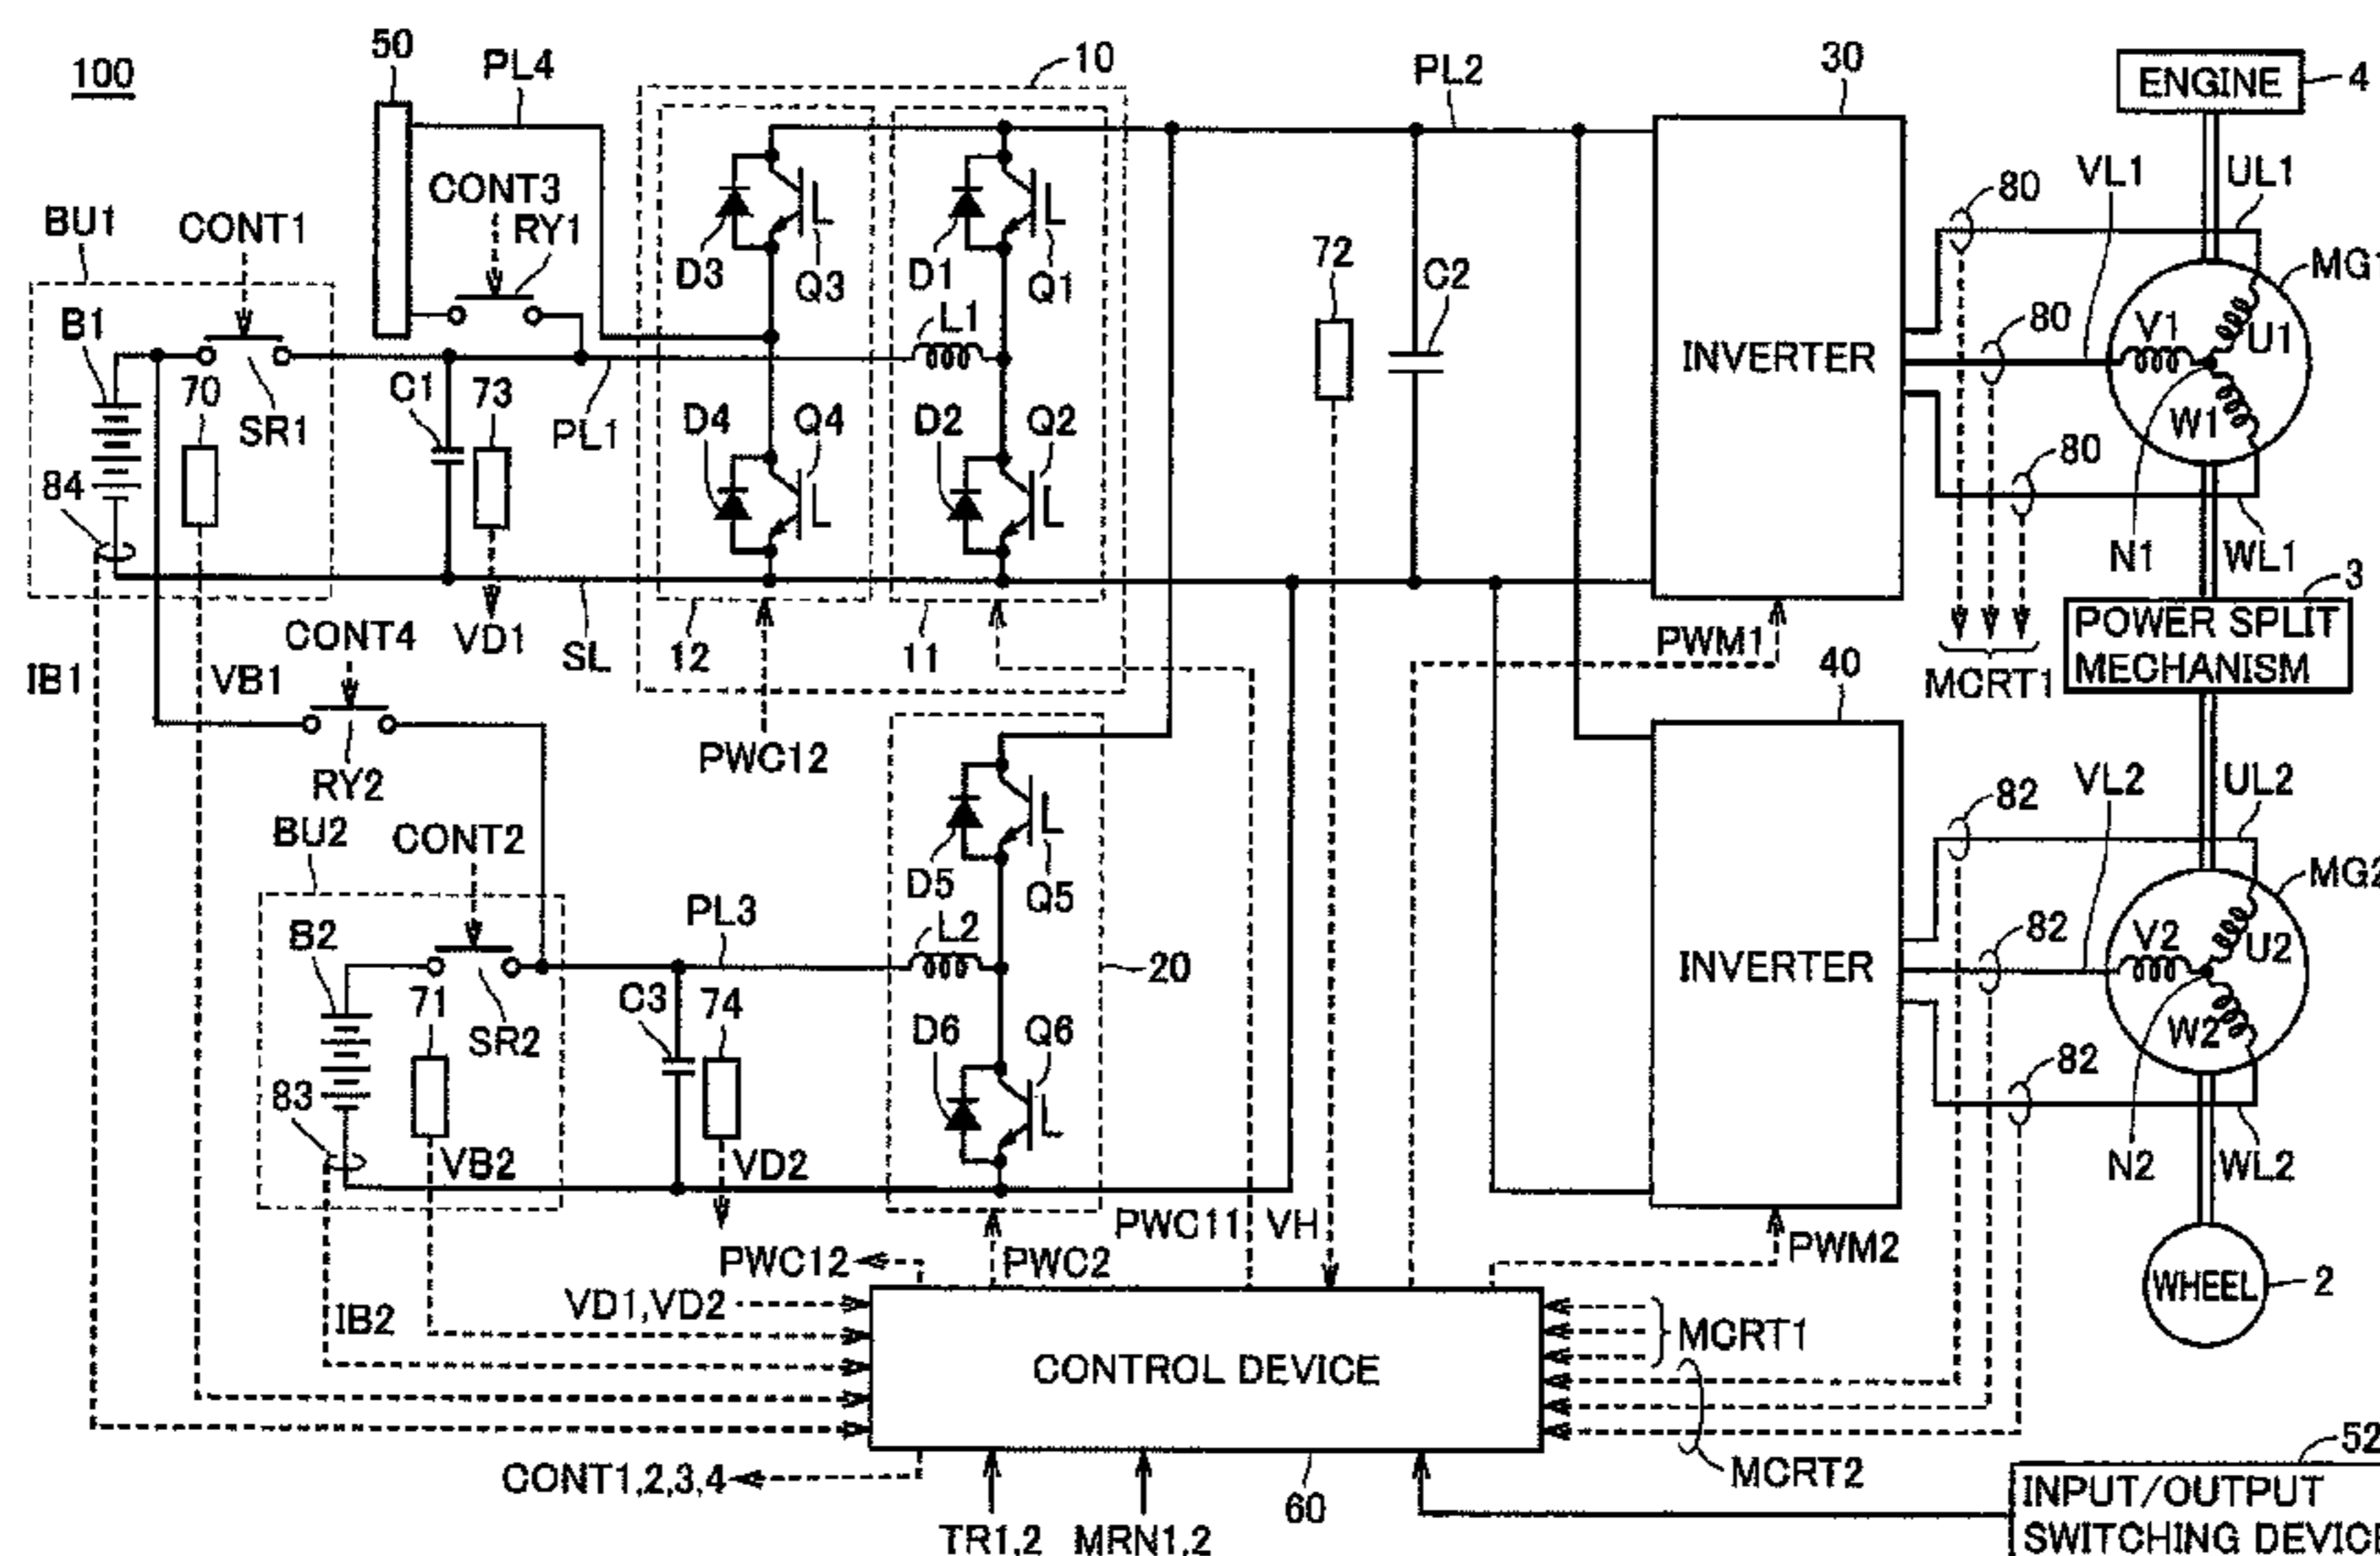 100
50
PL4
10
PL2
30
ENGINE
4
CONT3
RY1
BU1
CONT1
B1
70
SR1
84
C1
73
PL1
VD1
SL
D3
Q3
D1
Q1
L1
D4
Q4
D2
Q2
12
11
72
C2
INVERTER
80
80
80
VL1
UL1
MG1
V1
U1
W1
N1
WL1
3
POWER SPLIT
MECHANISM
PWM1
MCRT1
40
CONT4
IB1
VB1
RY2
PWC12
BU2
CONT2
B2
71
SR2
83
VB2
C3
74
PL3
VD2
L2
D5
Q5
20
D6
Q6
INVERTER
82
82
82
VL2
UL2
MG2
V2
U2
W2
N2
WL2
PWC12
PWC2
PWC11
VH
PWM2
WHEEL
2
VD1,VD2
IB2
CONTROL DEVICE
MCRT1
MCRT2
CONT1,2,3,4
TR1,2
MRN1,2
60
52
INPUT/OUTPUT
SWITCHING DEVICE